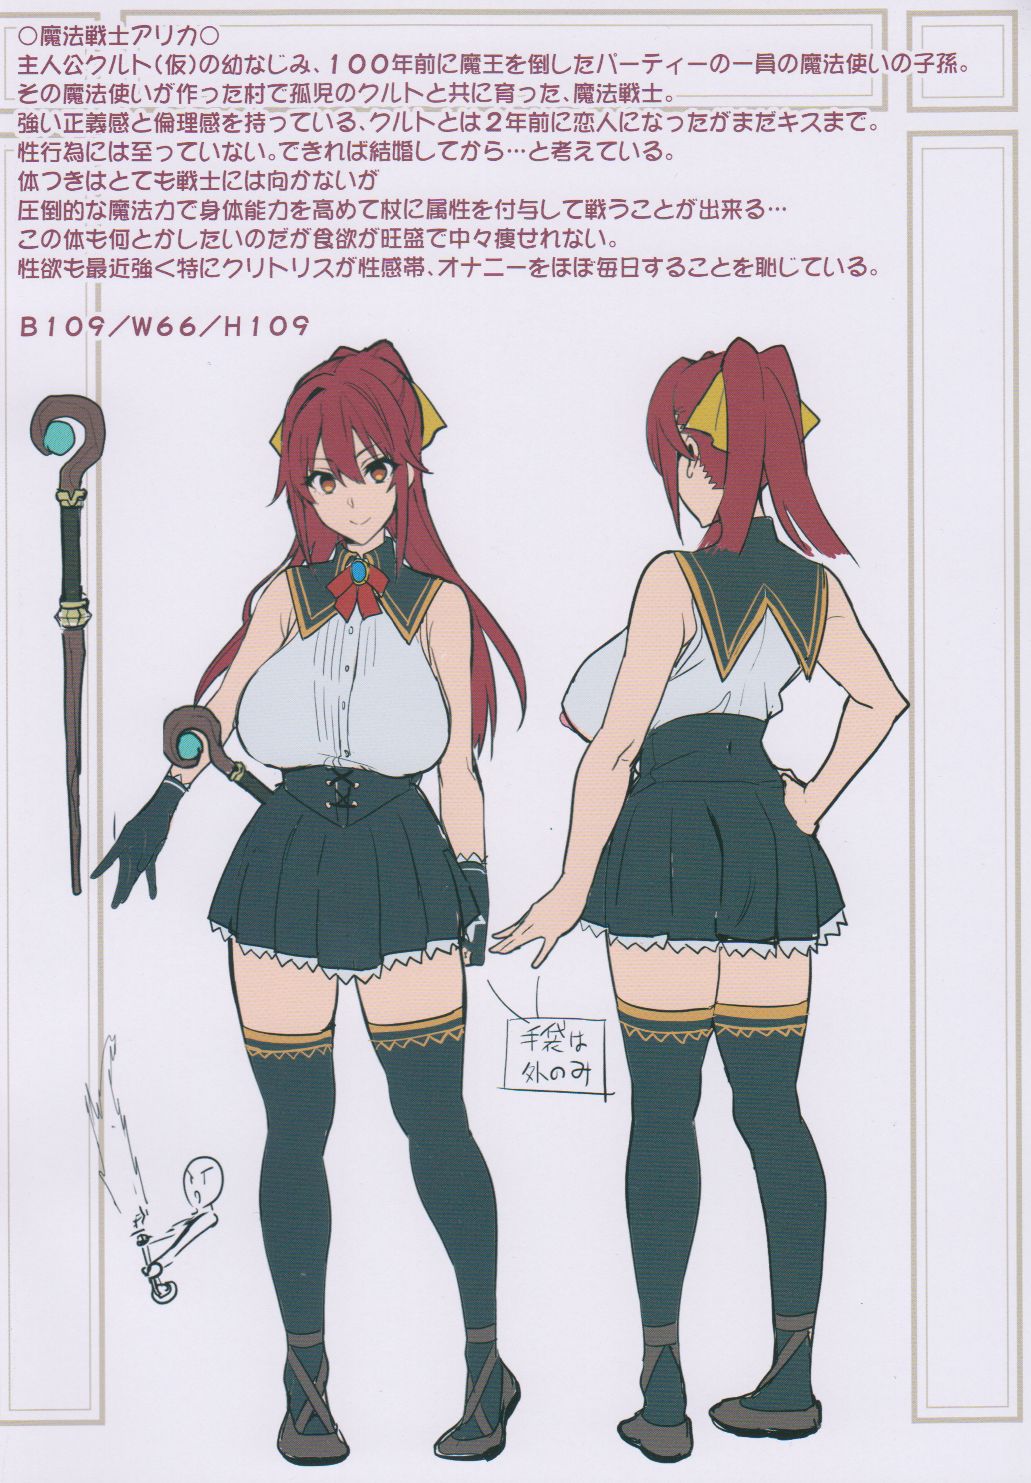 ○魔法戦士アリカ○
主人公クルト(仮)の幼なじみ、100年前に魔王を倒したパーティーの一員の魔法使いの子孫。
その魔法使いが作った村で孤児のクルトと共に育った、魔法戦士。
強い正義感と倫理感を持っている、クルトとは2年前に恋人になったがまだキスまで。
性行為には至っていない。できれば結婚してから…と考えている。
体つきはとても戦士には向かないが
圧倒的な魔法力で身体能力を高めて杖に属性を付与して戦うことが出来る…
この体も何とかしたいのだが食欲が旺盛で中々痩せれない。
性欲も最近強く特にクリトリスが性感帯、オナニーをほぼ毎日することを恥じている。
B109/W66/H109
手袋は
外のみ